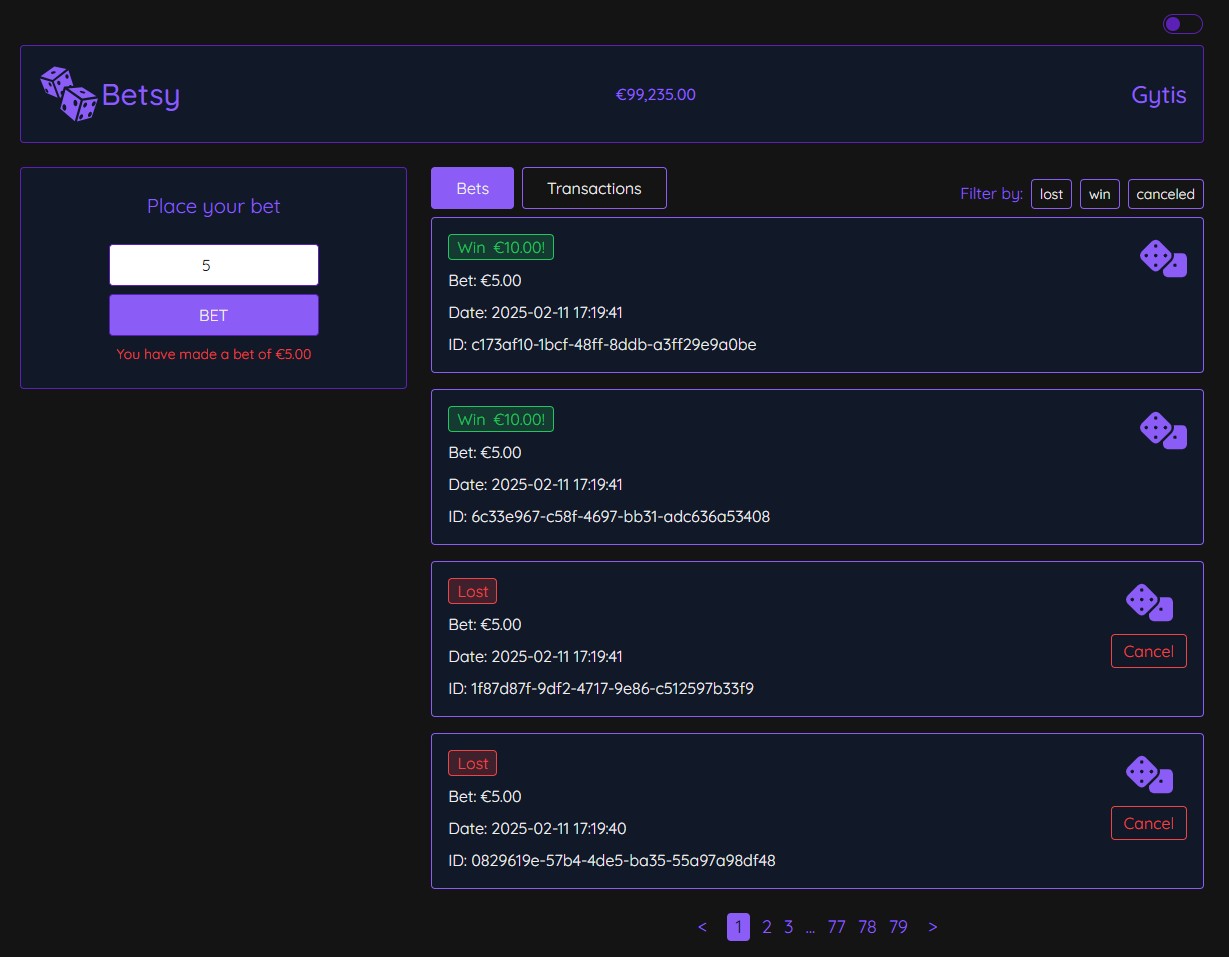 Betsy
€99,235.00
Gytis
Place your bet
5
BET
You have made a bet of €5.00
Bets
Transactions
Filter by: lost win canceled
Win €10.00!
Bet: €5.00
Date: 2025-02-11 17:19:41
ID: c173af10-1bcf-48ff-8ddb-a3ff29e9a0be
Win €10.00!
Bet: €5.00
Date: 2025-02-11 17:19:41
ID: 6c33e967-c58f-4697-bb31-adc636a53408
Lost
Bet: €5.00
Date: 2025-02-11 17:19:41
ID: 1f87d87f-9df2-4717-9e86-c512597b33f9
Cancel
Lost
Bet: €5.00
Date: 2025-02-11 17:19:40
ID: 0829619e-57b4-4de5-ba35-55a97a98df48
Cancel
< 1 2 3 ... 77 78 79 >